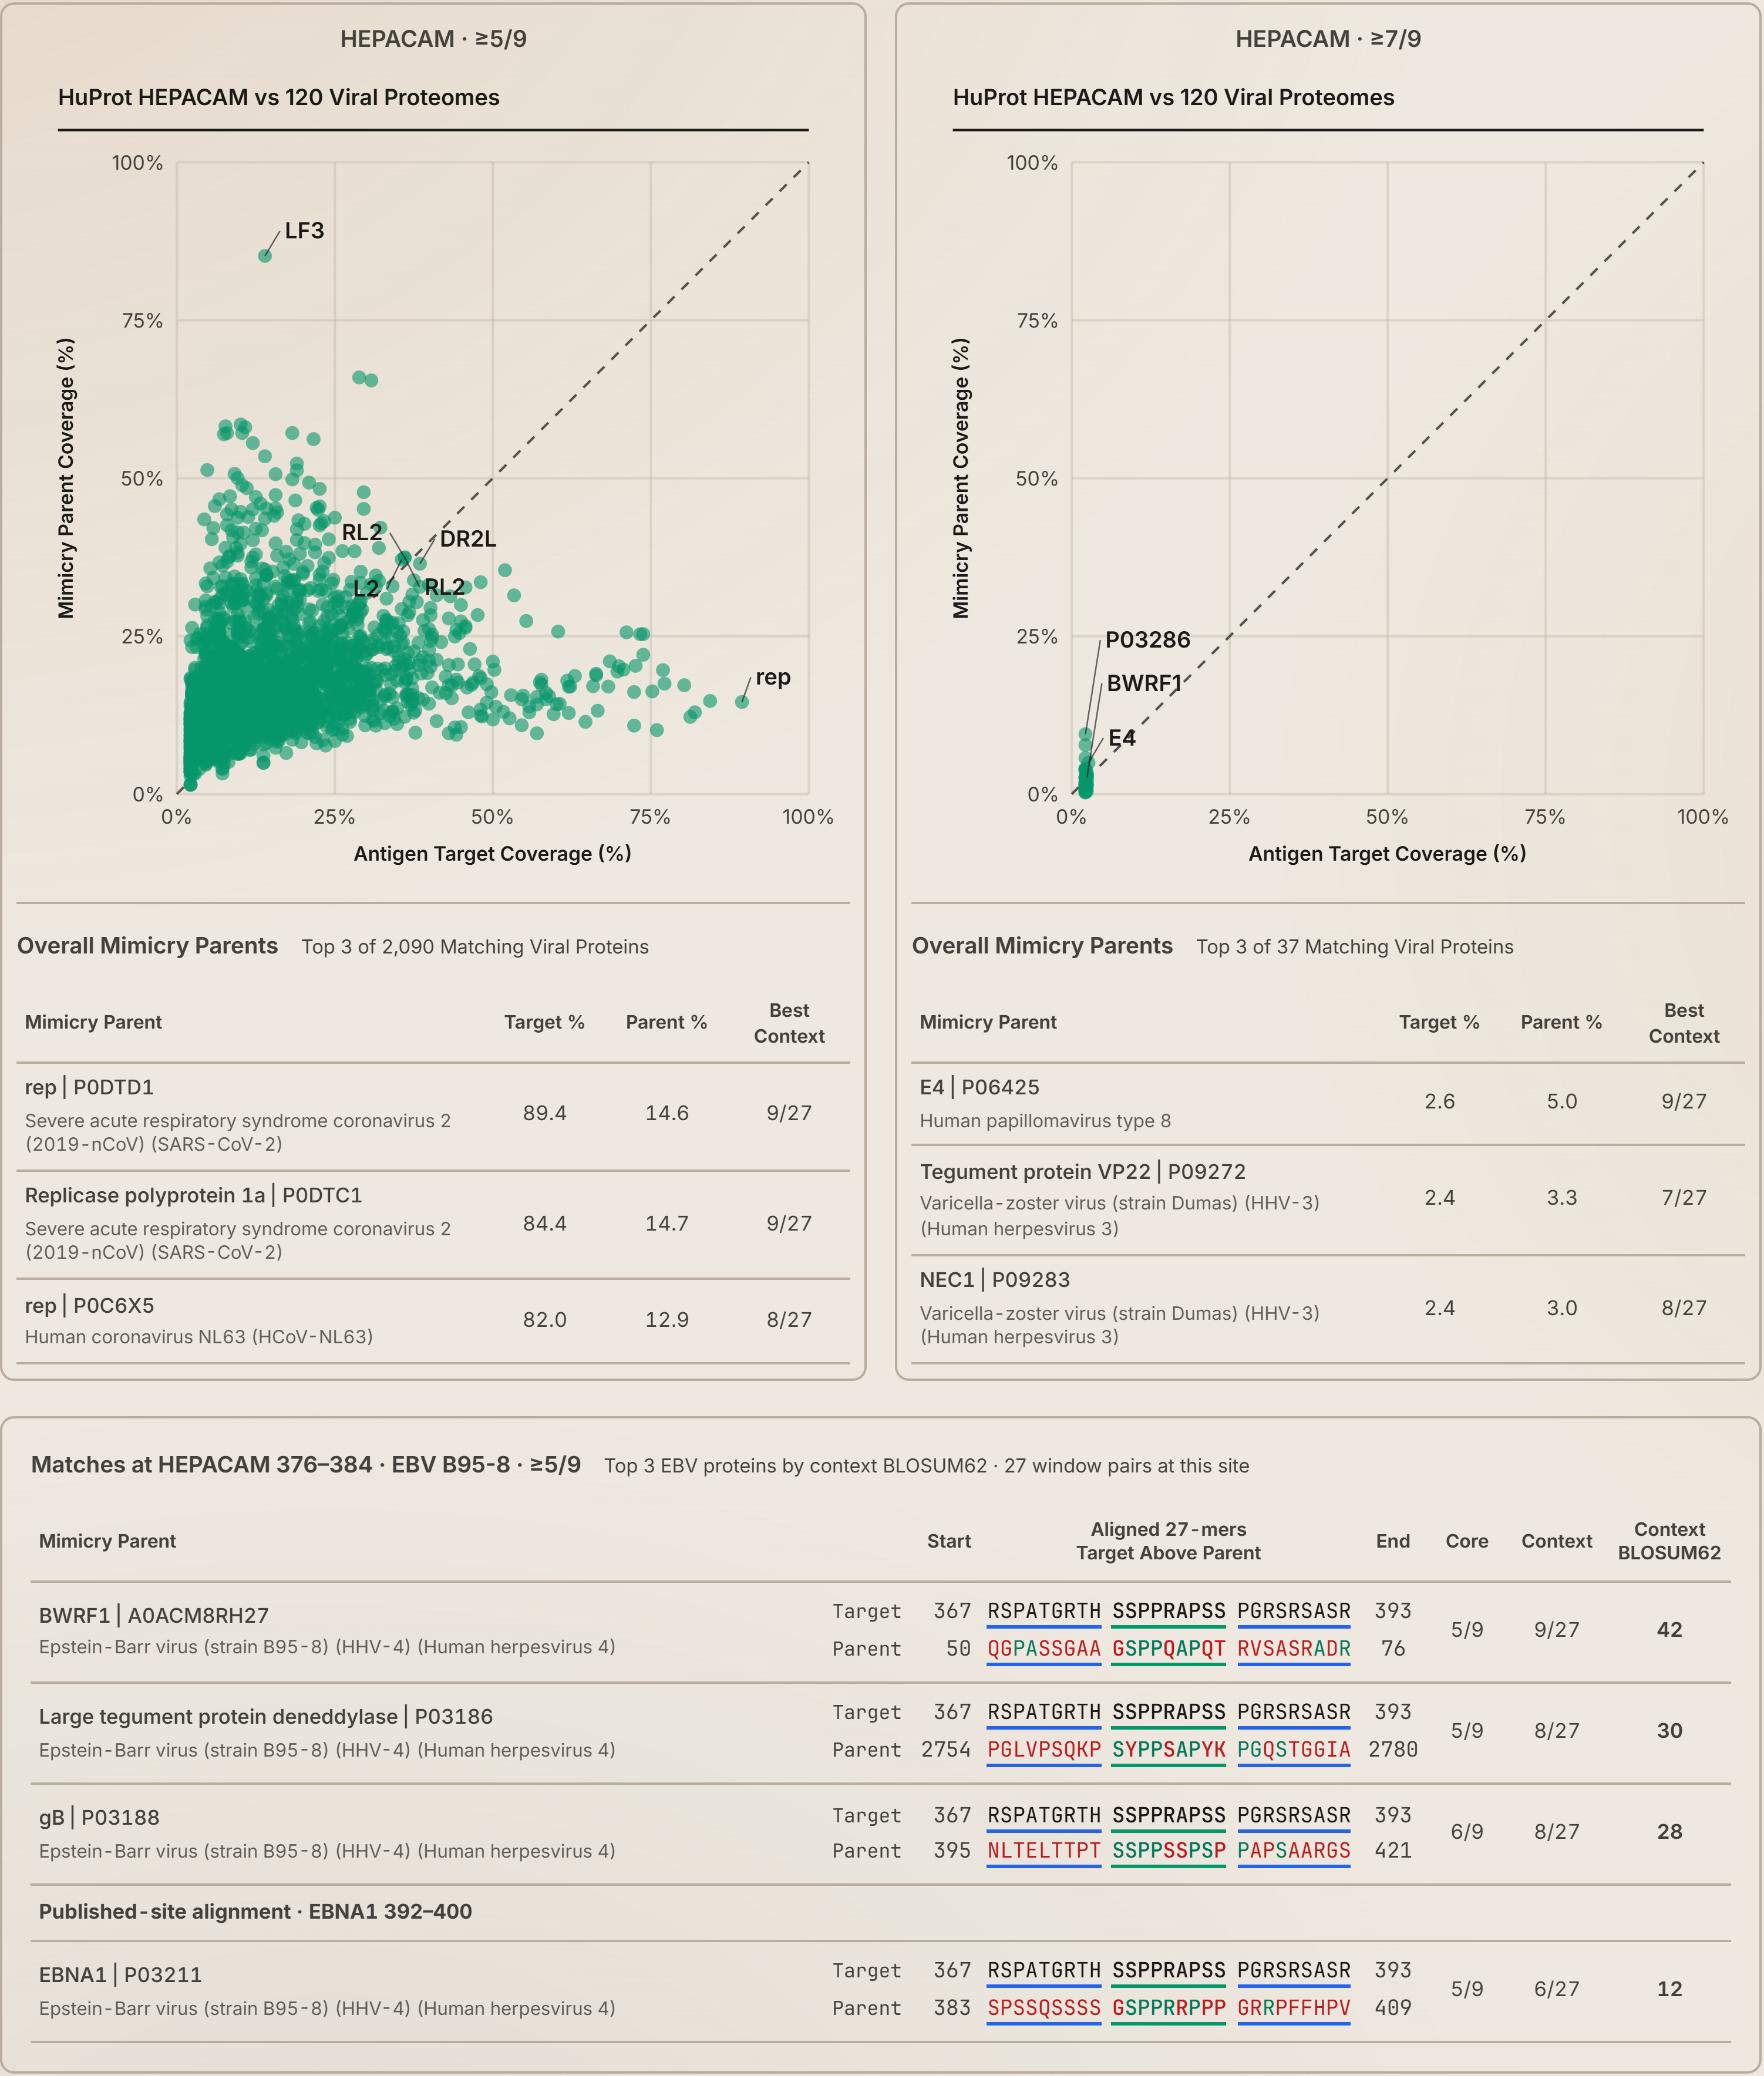 HEPACAM · ≥5/9
HuProt HEPACAM vs 120 Viral Proteomes
100%
75%
50%
25%
0%
0%
25%
50%
75%
100%
Mimicry Parent Coverage (%)
Antigen Target Coverage (%)
LF3
RL2
DR2L
L2
RL2
rep
Overall Mimicry Parents Top 3 of 2,090 Matching Viral Proteins
Mimicry Parent Target % Parent % Best Context
rep | P0DTD1
Severe acute respiratory syndrome coronavirus 2
(2019-nCoV) (SARS-CoV-2)
89.4 14.6 9/27
Replicase polyprotein 1a | P0DTC1
Severe acute respiratory syndrome coronavirus 2
(2019-nCoV) (SARS-CoV-2)
84.4 14.7 9/27
rep | P0C6X5
Human coronavirus NL63 (HCoV-NL63)
82.0 12.9 8/27
HEPACAM · ≥7/9
HuProt HEPACAM vs 120 Viral Proteomes
100%
75%
50%
25%
0%
0%
25%
50%
75%
100%
Mimicry Parent Coverage (%)
Antigen Target Coverage (%)
P03286
BWRF1
E4
Overall Mimicry Parents Top 3 of 37 Matching Viral Proteins
Mimicry Parent Target % Parent % Best Context
E4 | P06425
Human papillomavirus type 8
2.6 5.0 9/27
Tegument protein VP22 | P09272
Varicella-zoster virus (strain Dumas) (HHV-3)
(Human herpesvirus 3)
2.4 3.3 7/27
NEC1 | P09283
Varicella-zoster virus (strain Dumas) (HHV-3)
(Human herpesvirus 3)
2.4 3.0 8/27
Matches at HEPACAM 376–384 · EBV B95-8 · ≥5/9 Top 3 EBV proteins by context BLOSUM62 · 27 window pairs at this site
Mimicry Parent Start Aligned 27-mers Target Above Parent End Core Context Context BLOSUM62
BWRF1 | A0ACM8RH27
Epstein-Barr virus (strain B95-8) (HHV-4) (Human herpesvirus 4)
Target 367 RSPATGRTH SSPPRAPSS PGRSRSASR 393
Parent 50 QGPASSGAA GSPPQAPQT RVSASRADR 76
5/9 9/27 42
Large tegument protein deneddylase | P03186
Epstein-Barr virus (strain B95-8) (HHV-4) (Human herpesvirus 4)
Target 367 RSPATGRTH SSPPRAPSS PGRSRSASR 393
Parent 2754 PGLVPSQKP SYPPSAPYK PGQSTGGIA 2780
5/9 8/27 30
gB | P03188
Epstein-Barr virus (strain B95-8) (HHV-4) (Human herpesvirus 4)
Target 367 RSPATGRTH SSPPRAPSS PGRSRSASR 393
Parent 395 NLTELTTPT SSPPSSPSP PAPSAARGS 421
6/9 8/27 28
Published-site alignment · EBNA1 392–400
EBNA1 | P03211
Epstein-Barr virus (strain B95-8) (HHV-4) (Human herpesvirus 4)
Target 367 RSPATGRTH SSPPRAPSS PGRSRSASR 393
Parent 383 SPSSQSSSS GSPPRRPPP GRRPFFHPV 409
5/9 6/27 12